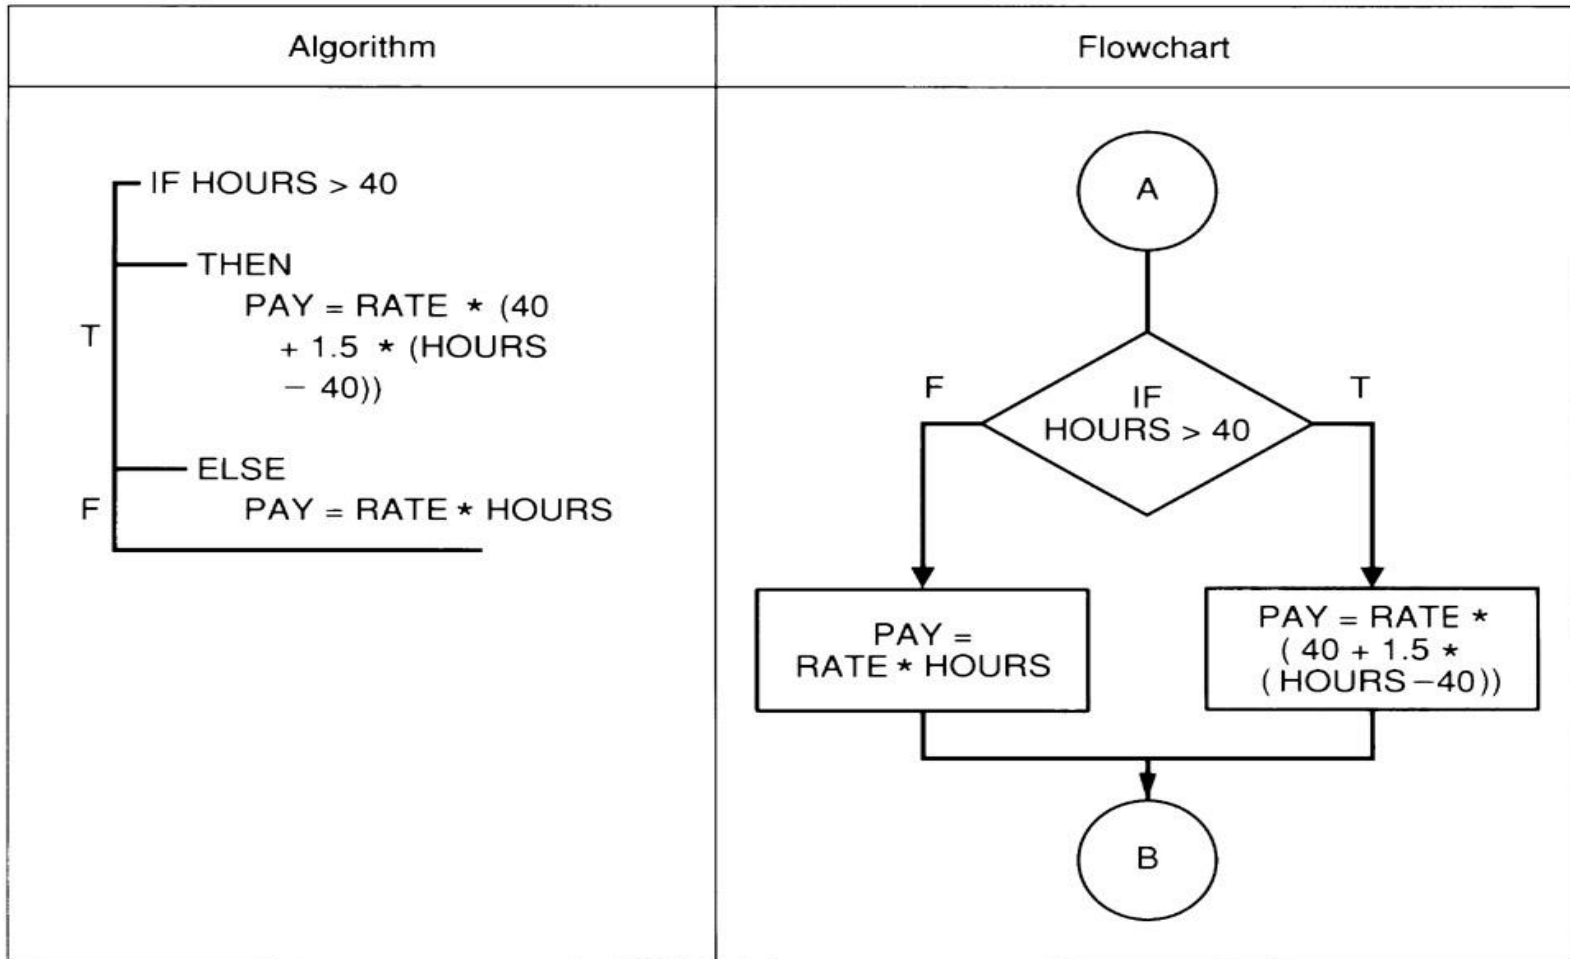 Algorithm
Flowchart
IF HOURS > 40
THEN
PAY = RATE * (40
+ 1.5 * (HOURS
− 40))
T
ELSE
F
PAY = RATE * HOURS
A
F
T
IF
HOURS > 40
PAY =
RATE * HOURS
PAY = RATE *
( 40 + 1.5 *
(HOURS −40))
B